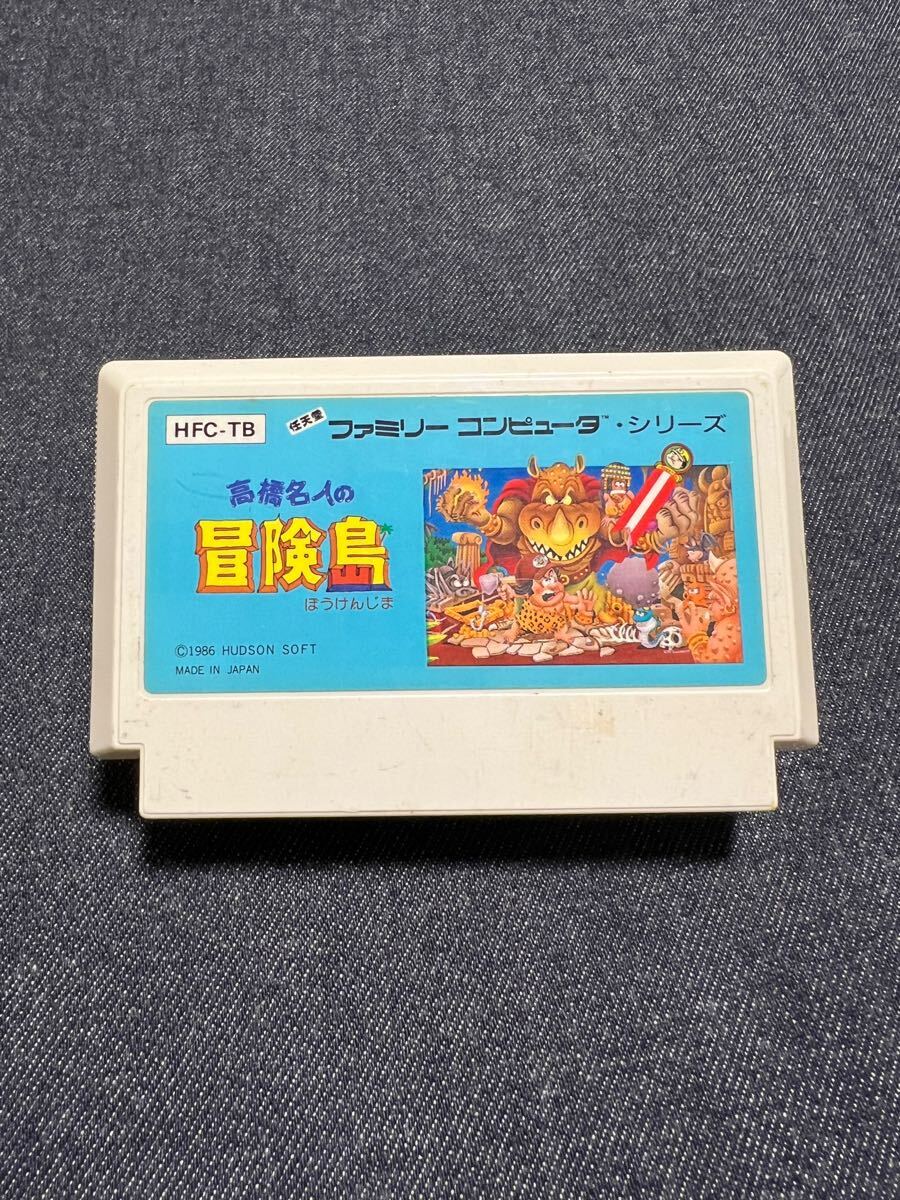 HFC-TB
任天堂 ファミリー コンピュータ™・シリーズ
高橋名人の
冒険島
ぼうけんじま
©1986 HUDSON SOFT
MADE IN JAPAN